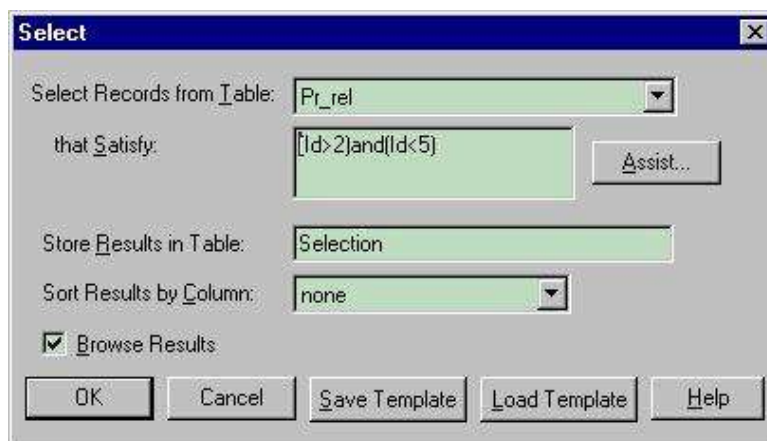 Select
Select Records from Table: Pr_rel
that Satisfy: (Id>2)and(Id<5)
Assist...
Store Results in Table: Selection
Sort Results by Column: none
Browse Results
OK Cancel Save Template Load Template Help